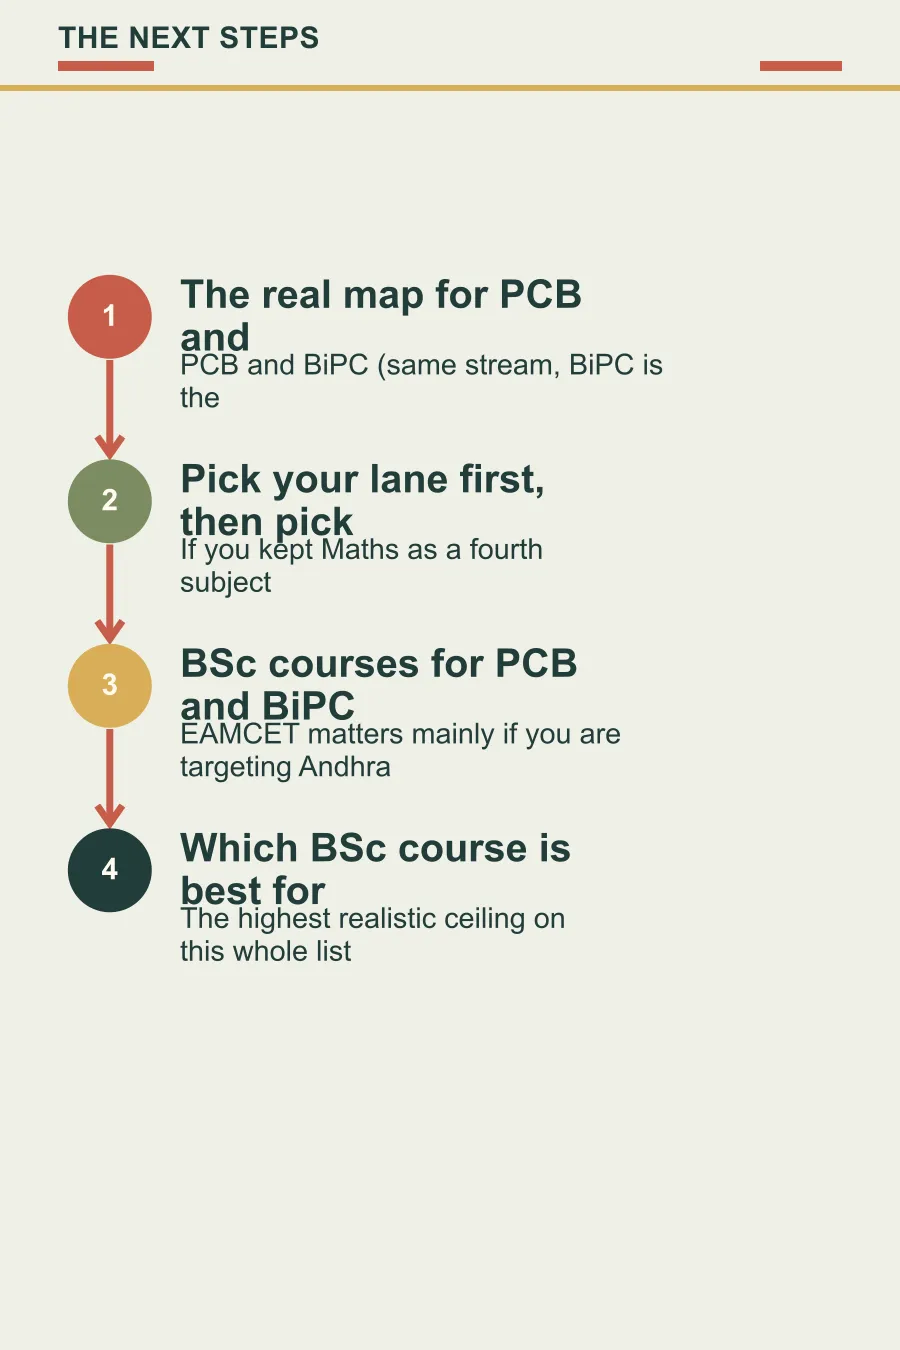 THE NEXT STEPS
1
The real map for PCB
and
PCB and BiPC (same stream, BiPC is
the
2
Pick your lane first,
then pick
If you kept Maths as a fourth
subject
3
BSc courses for PCB
and BiPC
EAMCET matters mainly if you are
targeting Andhra
4
Which BSc course is
best for
The highest realistic ceiling on
this whole list